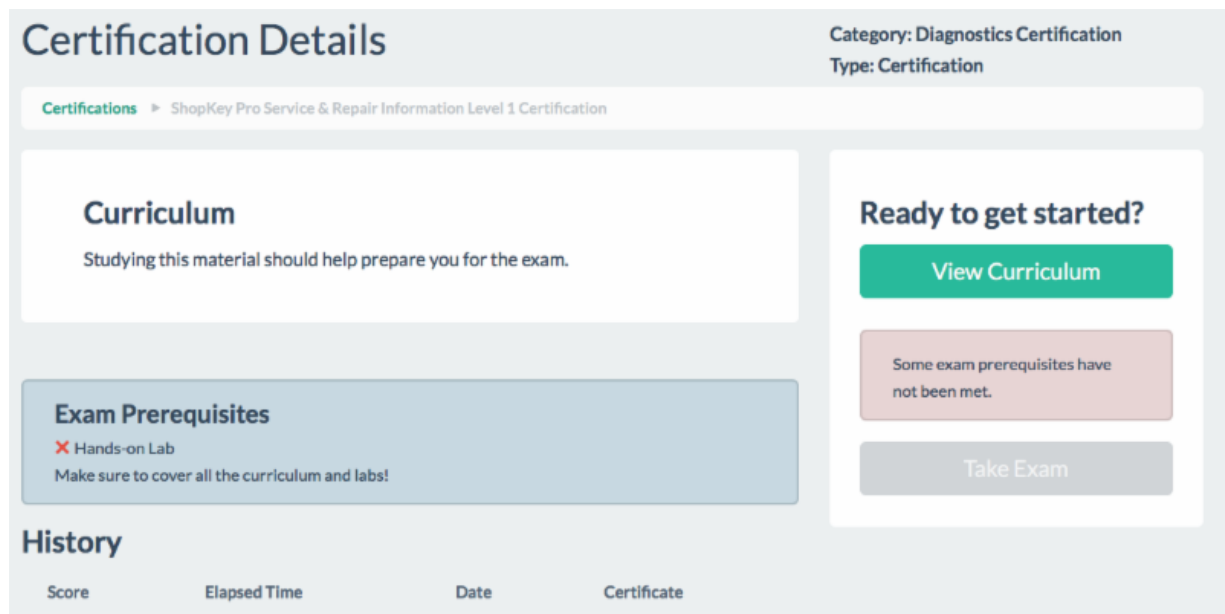 Certification Details
Category: Diagnostics Certification
Type: Certification
Certifications ▶ ShopKey Pro Service & Repair Information Level 1 Certification
Curriculum
Studying this material should help prepare you for the exam.
Ready to get started?
View Curriculum
Some exam prerequisites have
not been met.
Take Exam
Exam Prerequisites
❌ Hands-on Lab
Make sure to cover all the curriculum and labs!
History
Score Elapsed Time Date Certificate